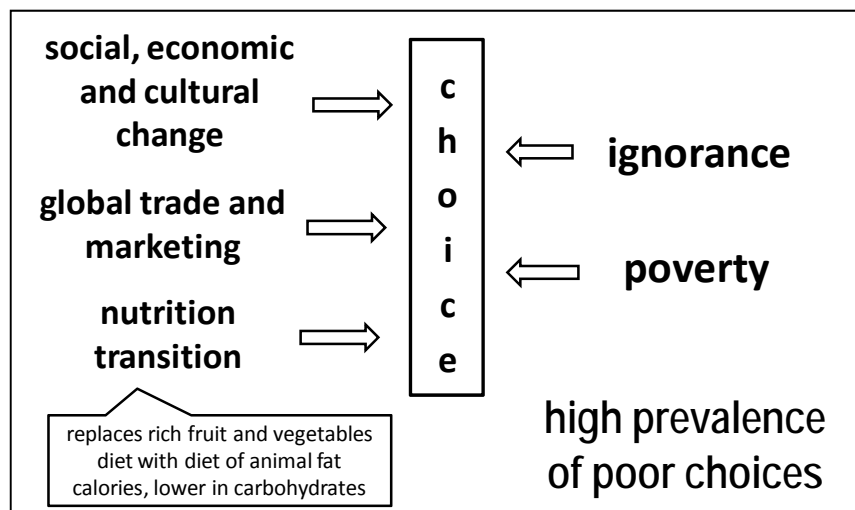 social, economic
and cultural
change
global trade and
marketing
nutrition
transition
replaces rich fruit and vegetables
diet with diet of animal fat
calories, lower in carbohydrates
c
h
o
i
c
e
ignorance
poverty
high prevalence
of poor choices